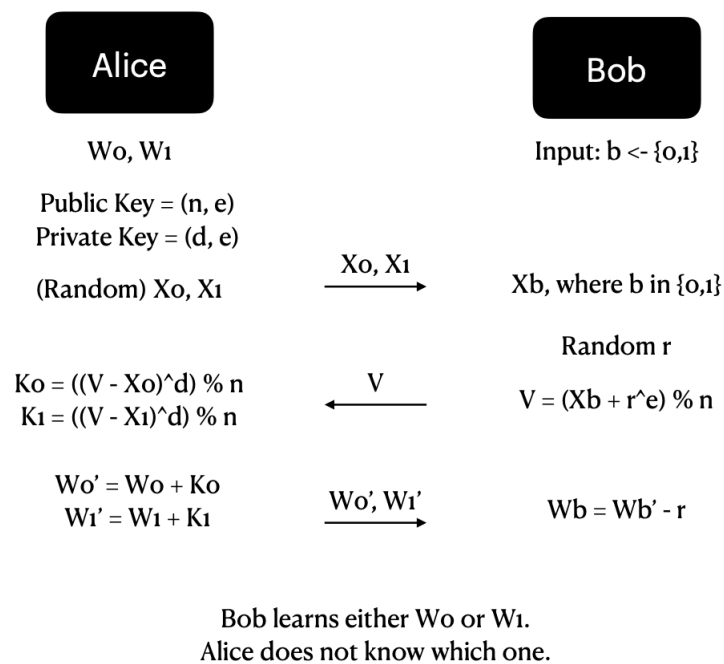 Alice
Bob
W0, W1
Input: b <- {0,1}
Public Key = (n, e)
Private Key = (d, e)
(Random) X0, X1
X0, X1
Xb, where b in {0,1}
Random r
K0 = ((V - X0)^d) % n
K1 = ((V - X1)^d) % n
V
V = (Xb + r^e) % n
W0’ = W0 + K0
W1’ = W1 + K1
W0’, W1’
Wb = Wb’ - r
Bob learns either W0 or W1.
Alice does not know which one.